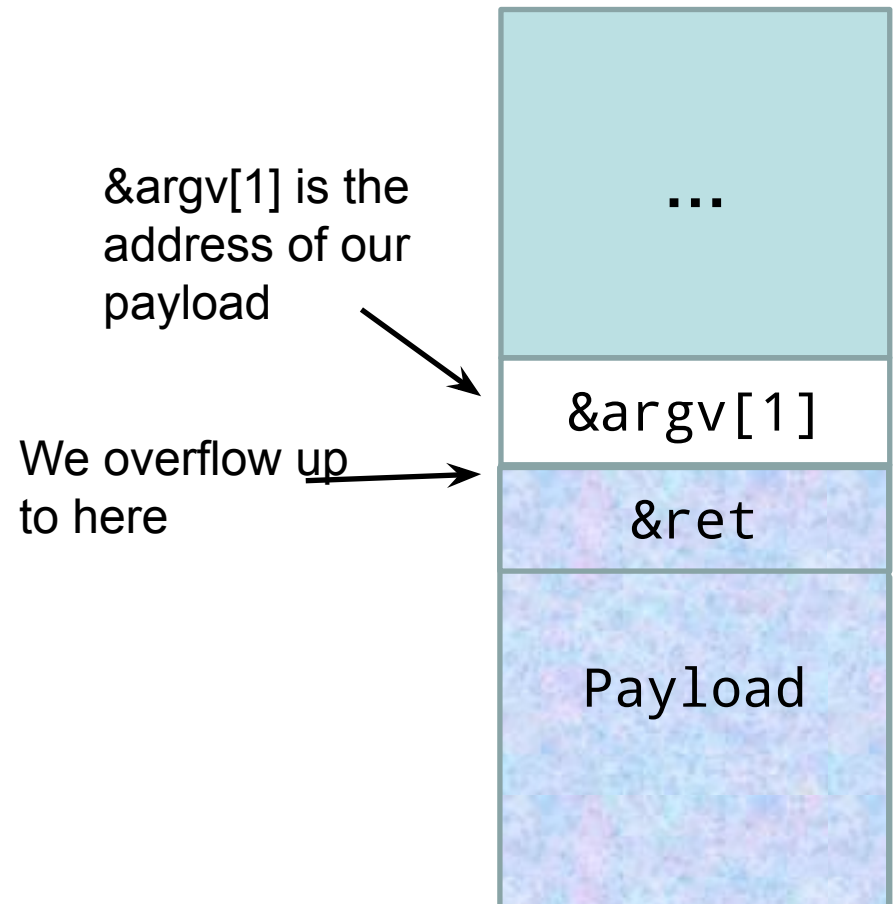 ...
&argv[1] is the
address of our
payload
&argv[1]
We overflow up
to here
&ret
Payload